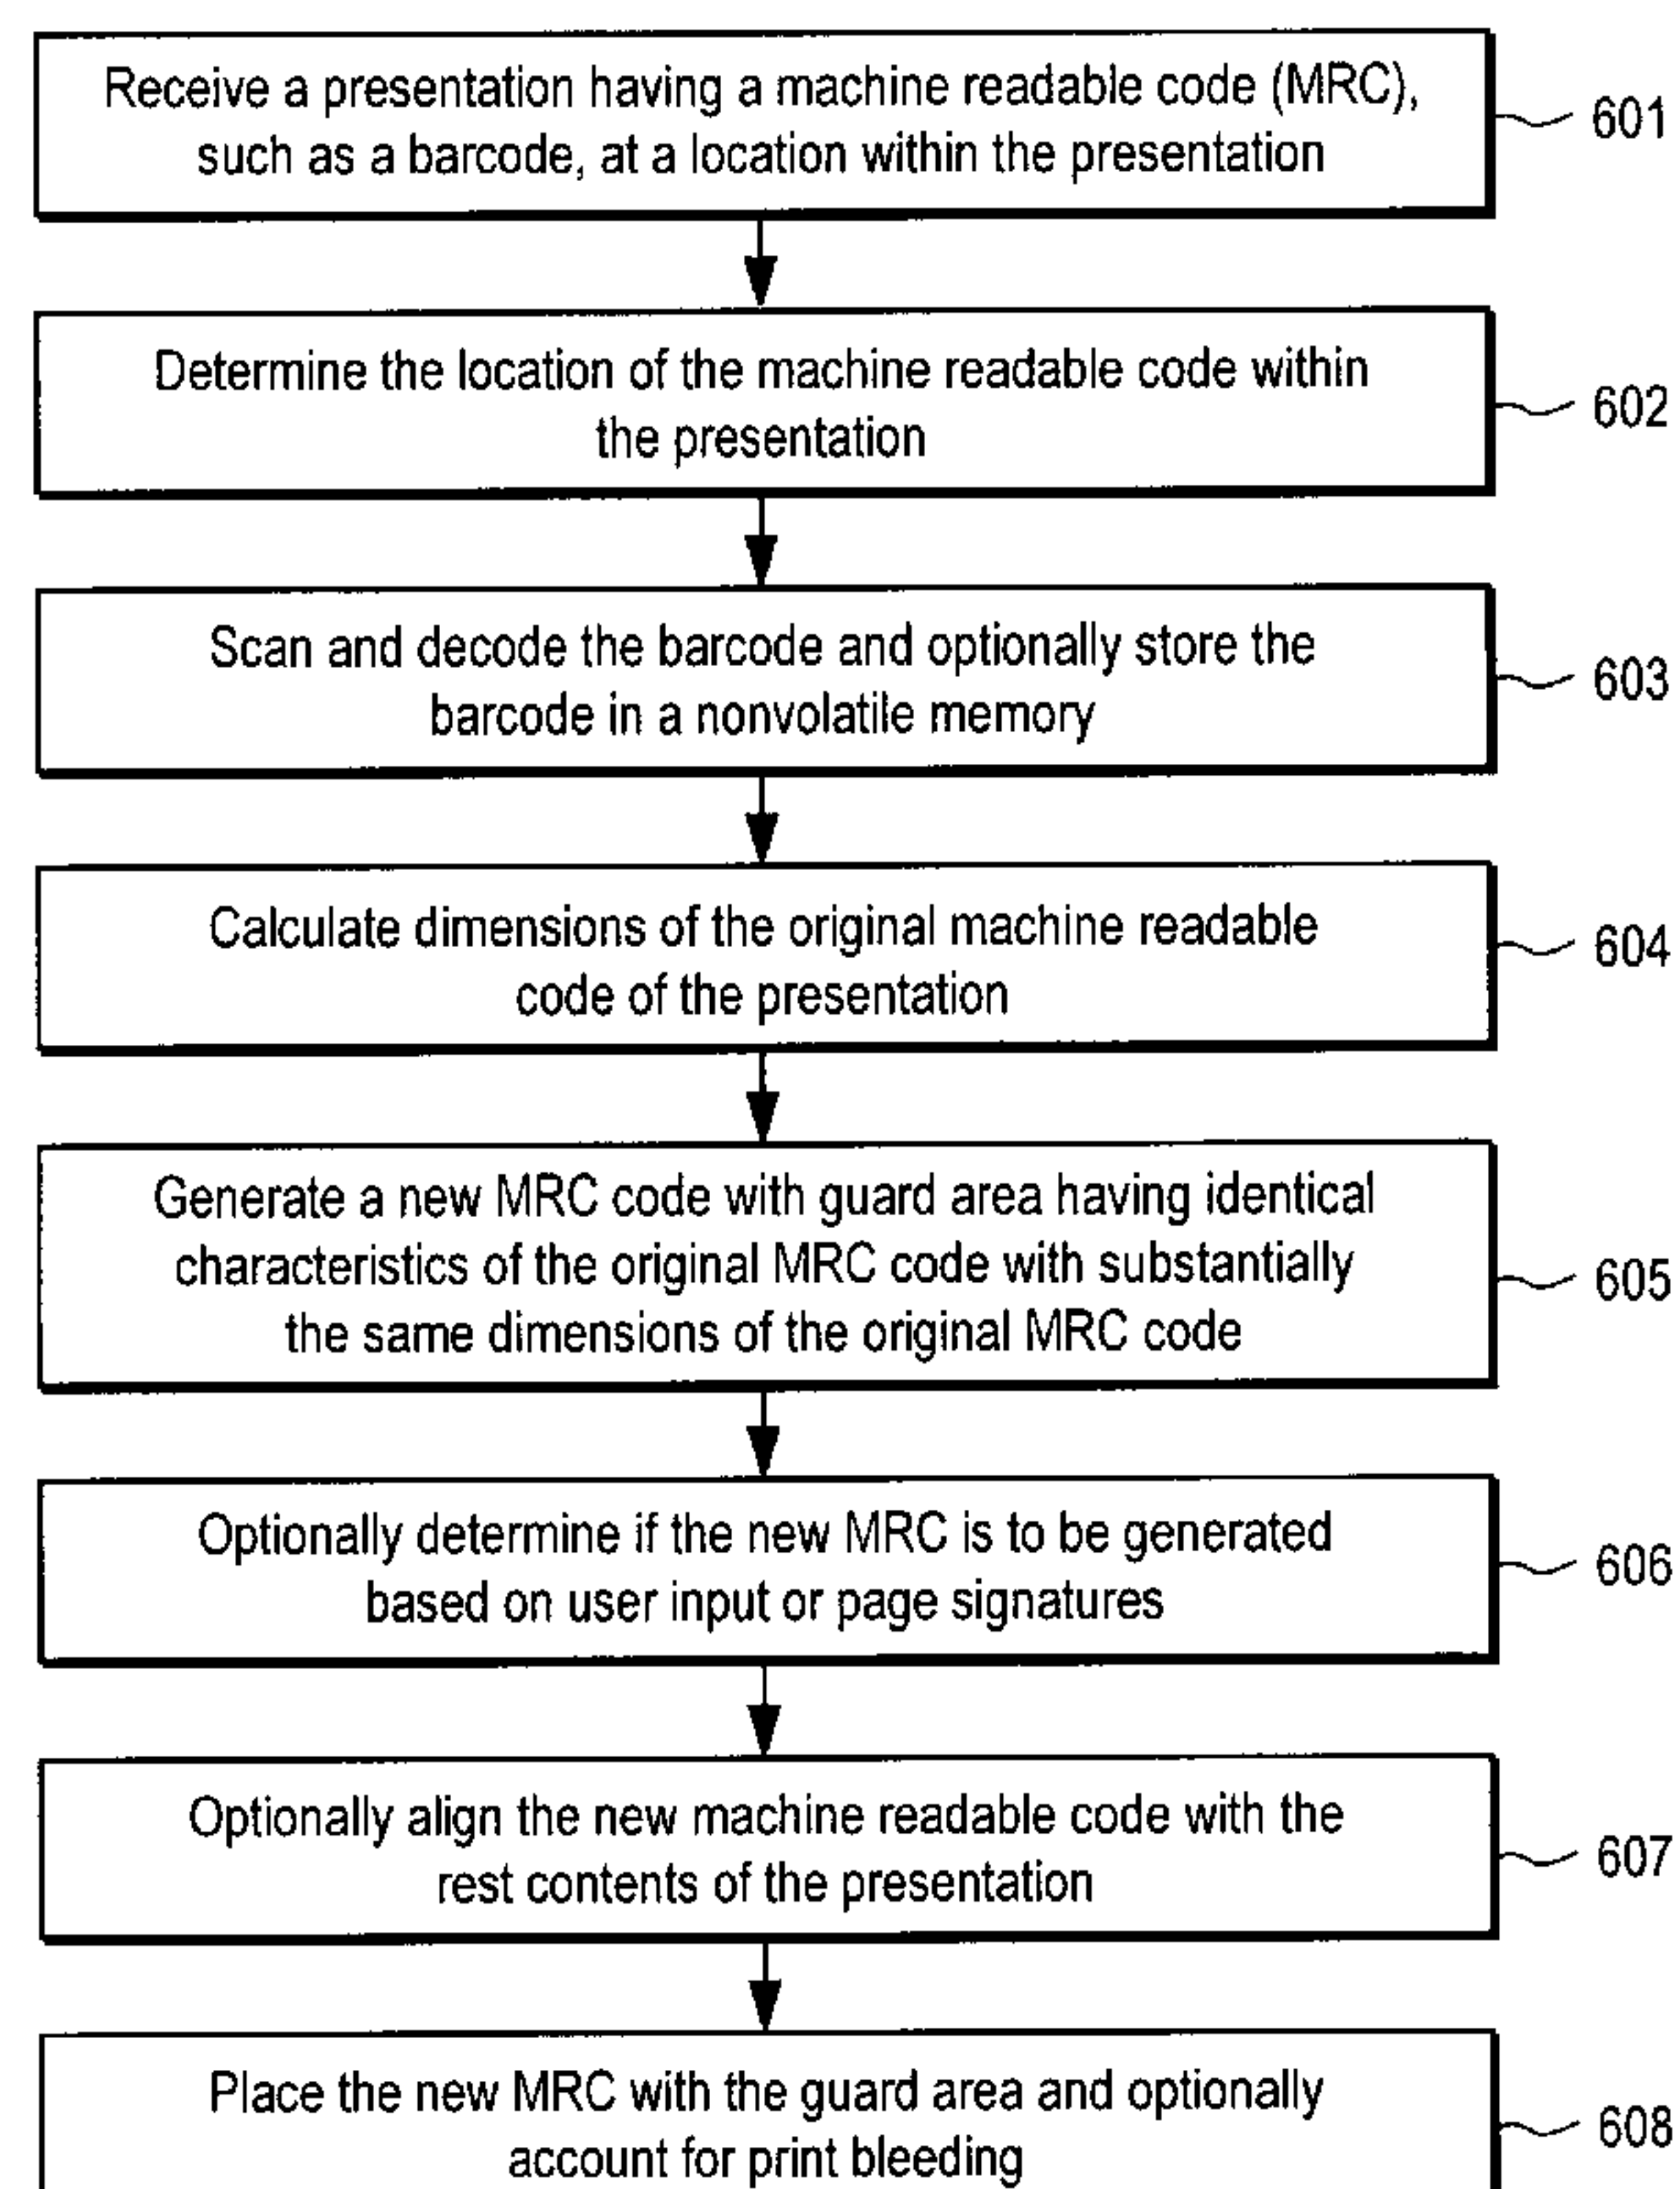 Receive a presentation having a machine readable code (MRC),
such as a barcode, at a location within the presentation
601
Determine the location of the machine readable code within
the presentation
602
Scan and decode the barcode and optionally store the
barcode in a nonvolatile memory
603
Calculate dimensions of the original machine readable
code of the presentation
604
Generate a new MRC code with guard area having identical
characteristics of the original MRC code with substantially
the same dimensions of the original MRC code
605
Optionally determine if the new MRC is to be generated
based on user input or page signatures
606
Optionally align the new machine readable code with the
rest contents of the presentation
607
Place the new MRC with the guard area and optionally
account for print bleeding
608